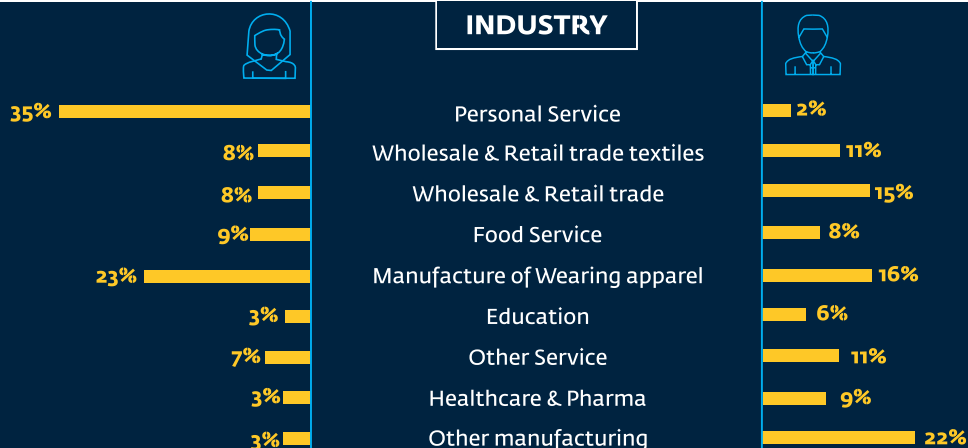 INDUSTRY
35% Personal Service 2%
8% Wholesale & Retail trade textiles 11%
8% Wholesale & Retail trade 15%
9% Food Service 8%
23% Manufacture of Wearing apparel 16%
3% Education 6%
7% Other Service 11%
3% Healthcare & Pharma 9%
3% Other manufacturing 22%